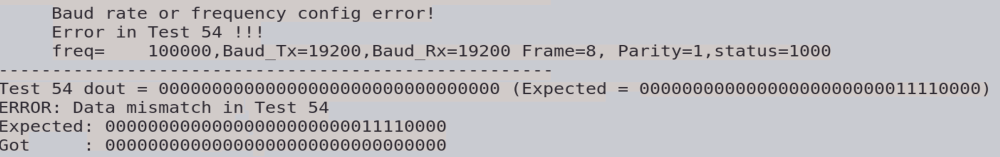 Baud rate or frequency config error!
Error in Test 54 !!!
freq=    100000,Baud_Tx=19200,Baud_Rx=19200 Frame=8, Parity=1,status=1000
----------------------------------------------------
Test 54 dout = 00000000000000000000000000000000 (Expected = 00000000000000000000000011110000)
ERROR: Data mismatch in Test 54
Expected: 00000000000000000000000011110000
Got     : 00000000000000000000000000000000